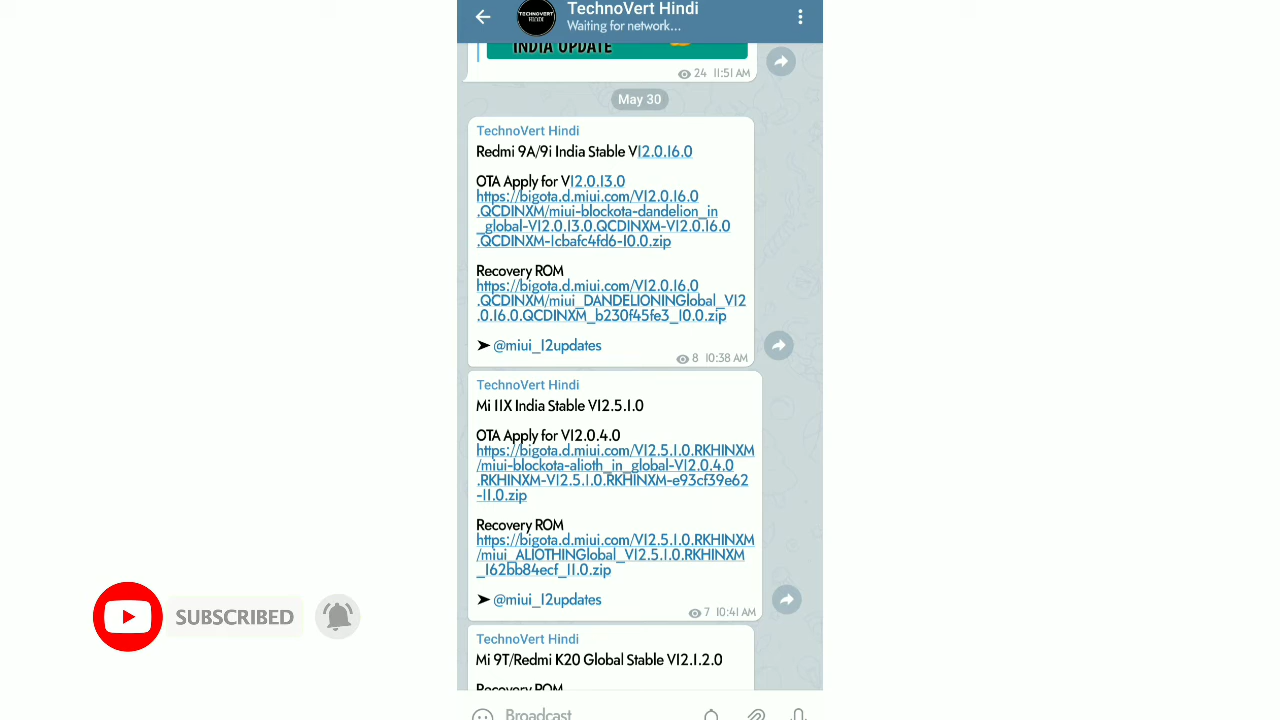 TECHNOVERT
HINDI
TechnoVert Hindi
Waiting for network...
INDIA UPDATE
24 11:51 AM
May 30
TechnoVert Hindi
Redmi 9A/9i India Stable V12.0.16.0
OTA Apply for V12.0.13.0
https://bigota.d.miui.com/V12.0.16.0
.QCDINXM/miui-blockota-dandelion_in
_global-V12.0.13.0.QCDINXM-V12.0.16.0
.QCDINXM-1cbafc4fd6-10.0.zip
Recovery ROM
https://bigota.d.miui.com/V12.0.16.0
.QCDINXM/miui_DANDELIONINGlobal_V12
.0.16.0.QCDINXM_b230f45fe3_10.0.zip
➤ @miui_12updates
8 10:38 AM
TechnoVert Hindi
Mi 11X India Stable V12.5.1.0
OTA Apply for V12.0.4.0
https://bigota.d.miui.com/V12.5.1.0.RKHINXM
/miui-blockota-alioth_in_global-V12.0.4.0
.RKHINXM-V12.5.1.0.RKHINXM-e93cf39e62
-11.0.zip
Recovery ROM
https://bigota.d.miui.com/V12.5.1.0.RKHINXM
/miui_ALIOTHINGlobal_V12.5.1.0.RKHINXM
_162bb84ecf_11.0.zip
➤ @miui_12updates
7 10:41 AM
TechnoVert Hindi
Mi 9T/Redmi K20 Global Stable V12.1.2.0
Recovery ROM
Broadcast
SUBSCRIBED